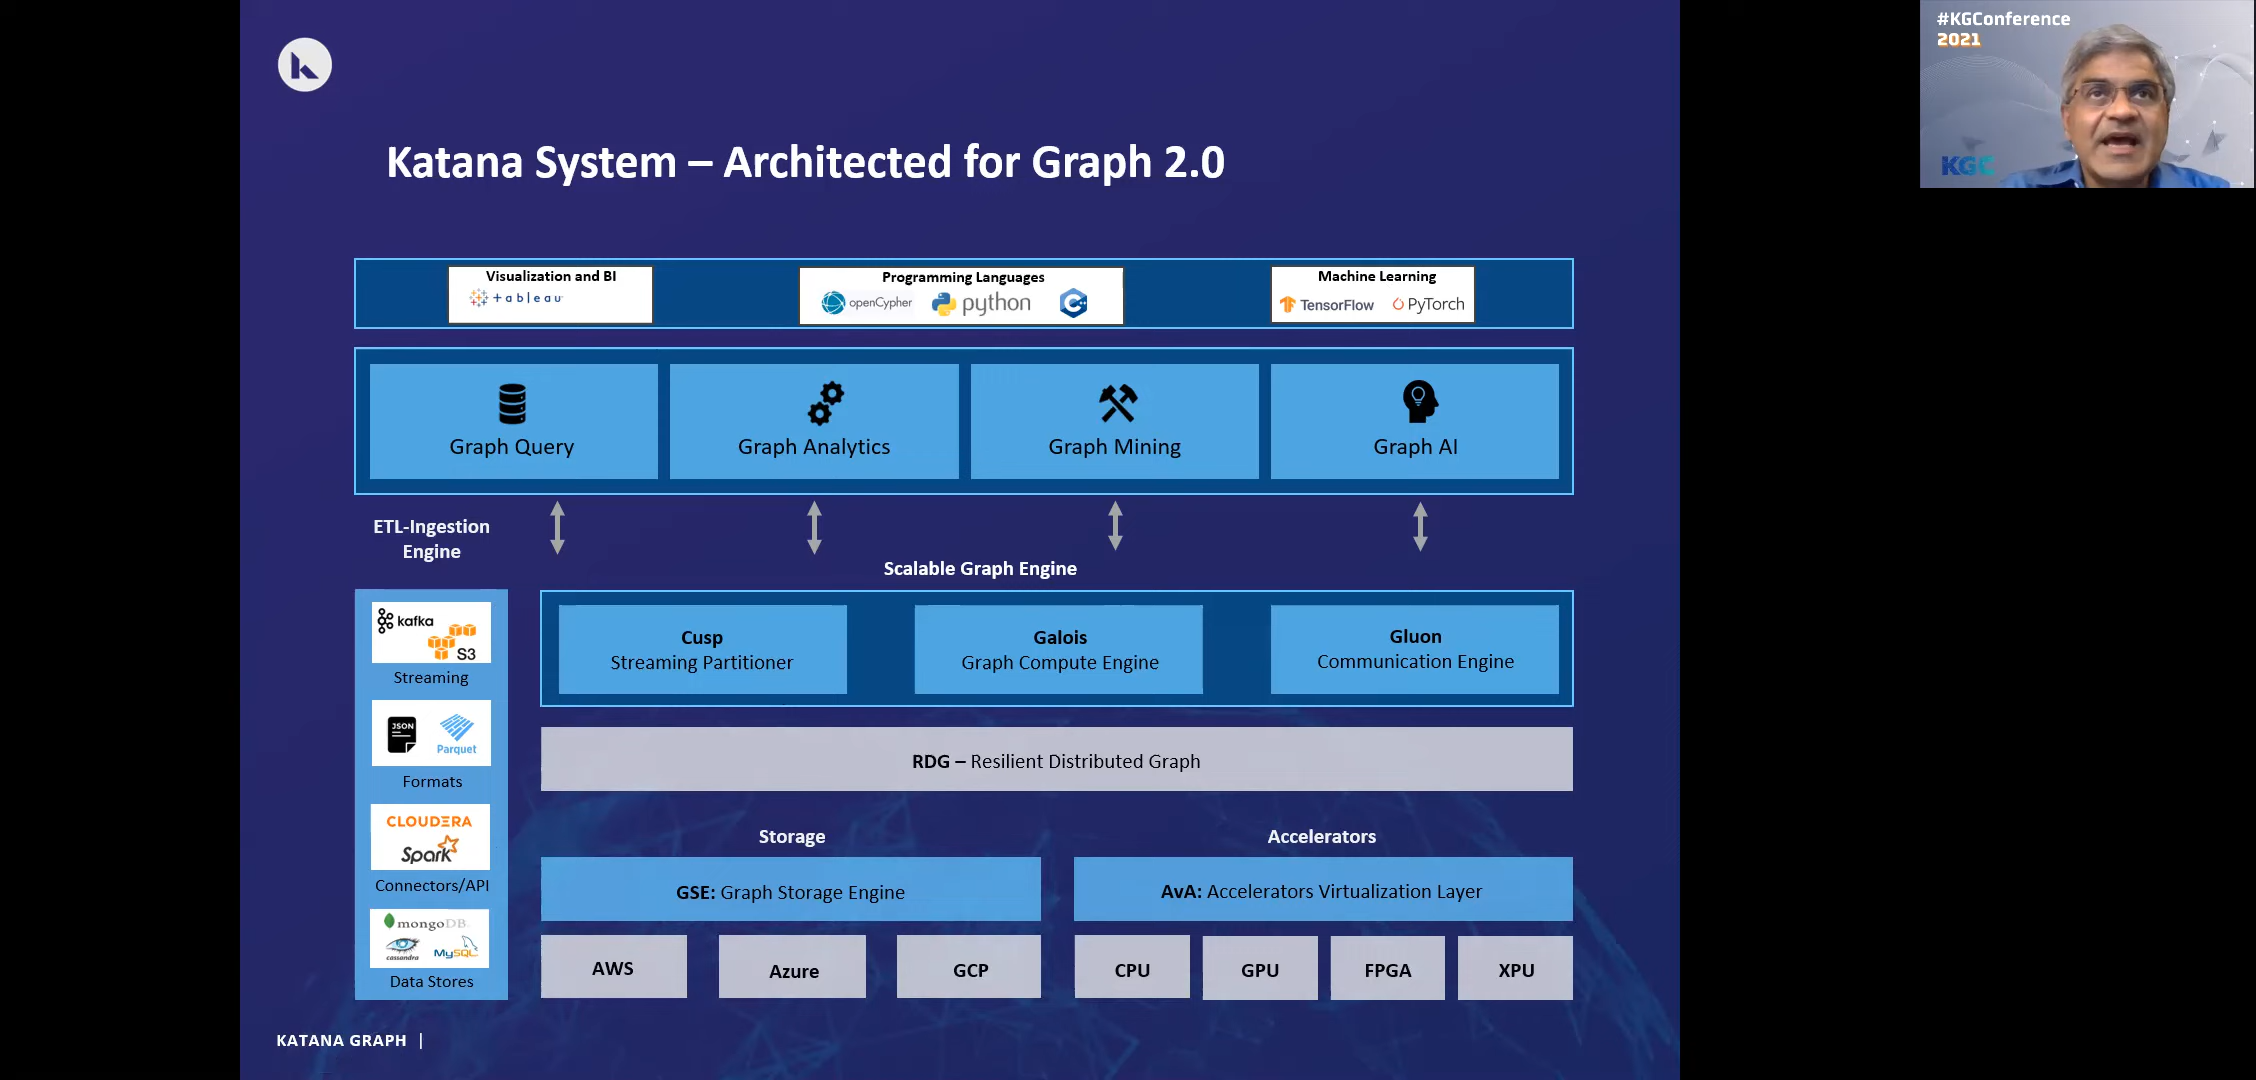 #KGConference
2021
KGC
Katana System – Architected for Graph 2.0
Visualization and BI
+ableau
Programming Languages
openCypher
python
C++
Machine Learning
TensorFlow
PyTorch
Graph Query
Graph Analytics
Graph Mining
Graph AI
ETL-Ingestion
Engine
Scalable Graph Engine
kafka
S3
Streaming
JSON
Parquet
Formats
CLOUDERA
Spark
Connectors/API
mongoDB
cassandra
MySQL
Data Stores
Cusp
Streaming Partitioner
Galois
Graph Compute Engine
Gluon
Communication Engine
RDG – Resilient Distributed Graph
Storage
Accelerators
GSE: Graph Storage Engine
AvA: Accelerators Virtualization Layer
AWS
Azure
GCP
CPU
GPU
FPGA
XPU
KATANA GRAPH |